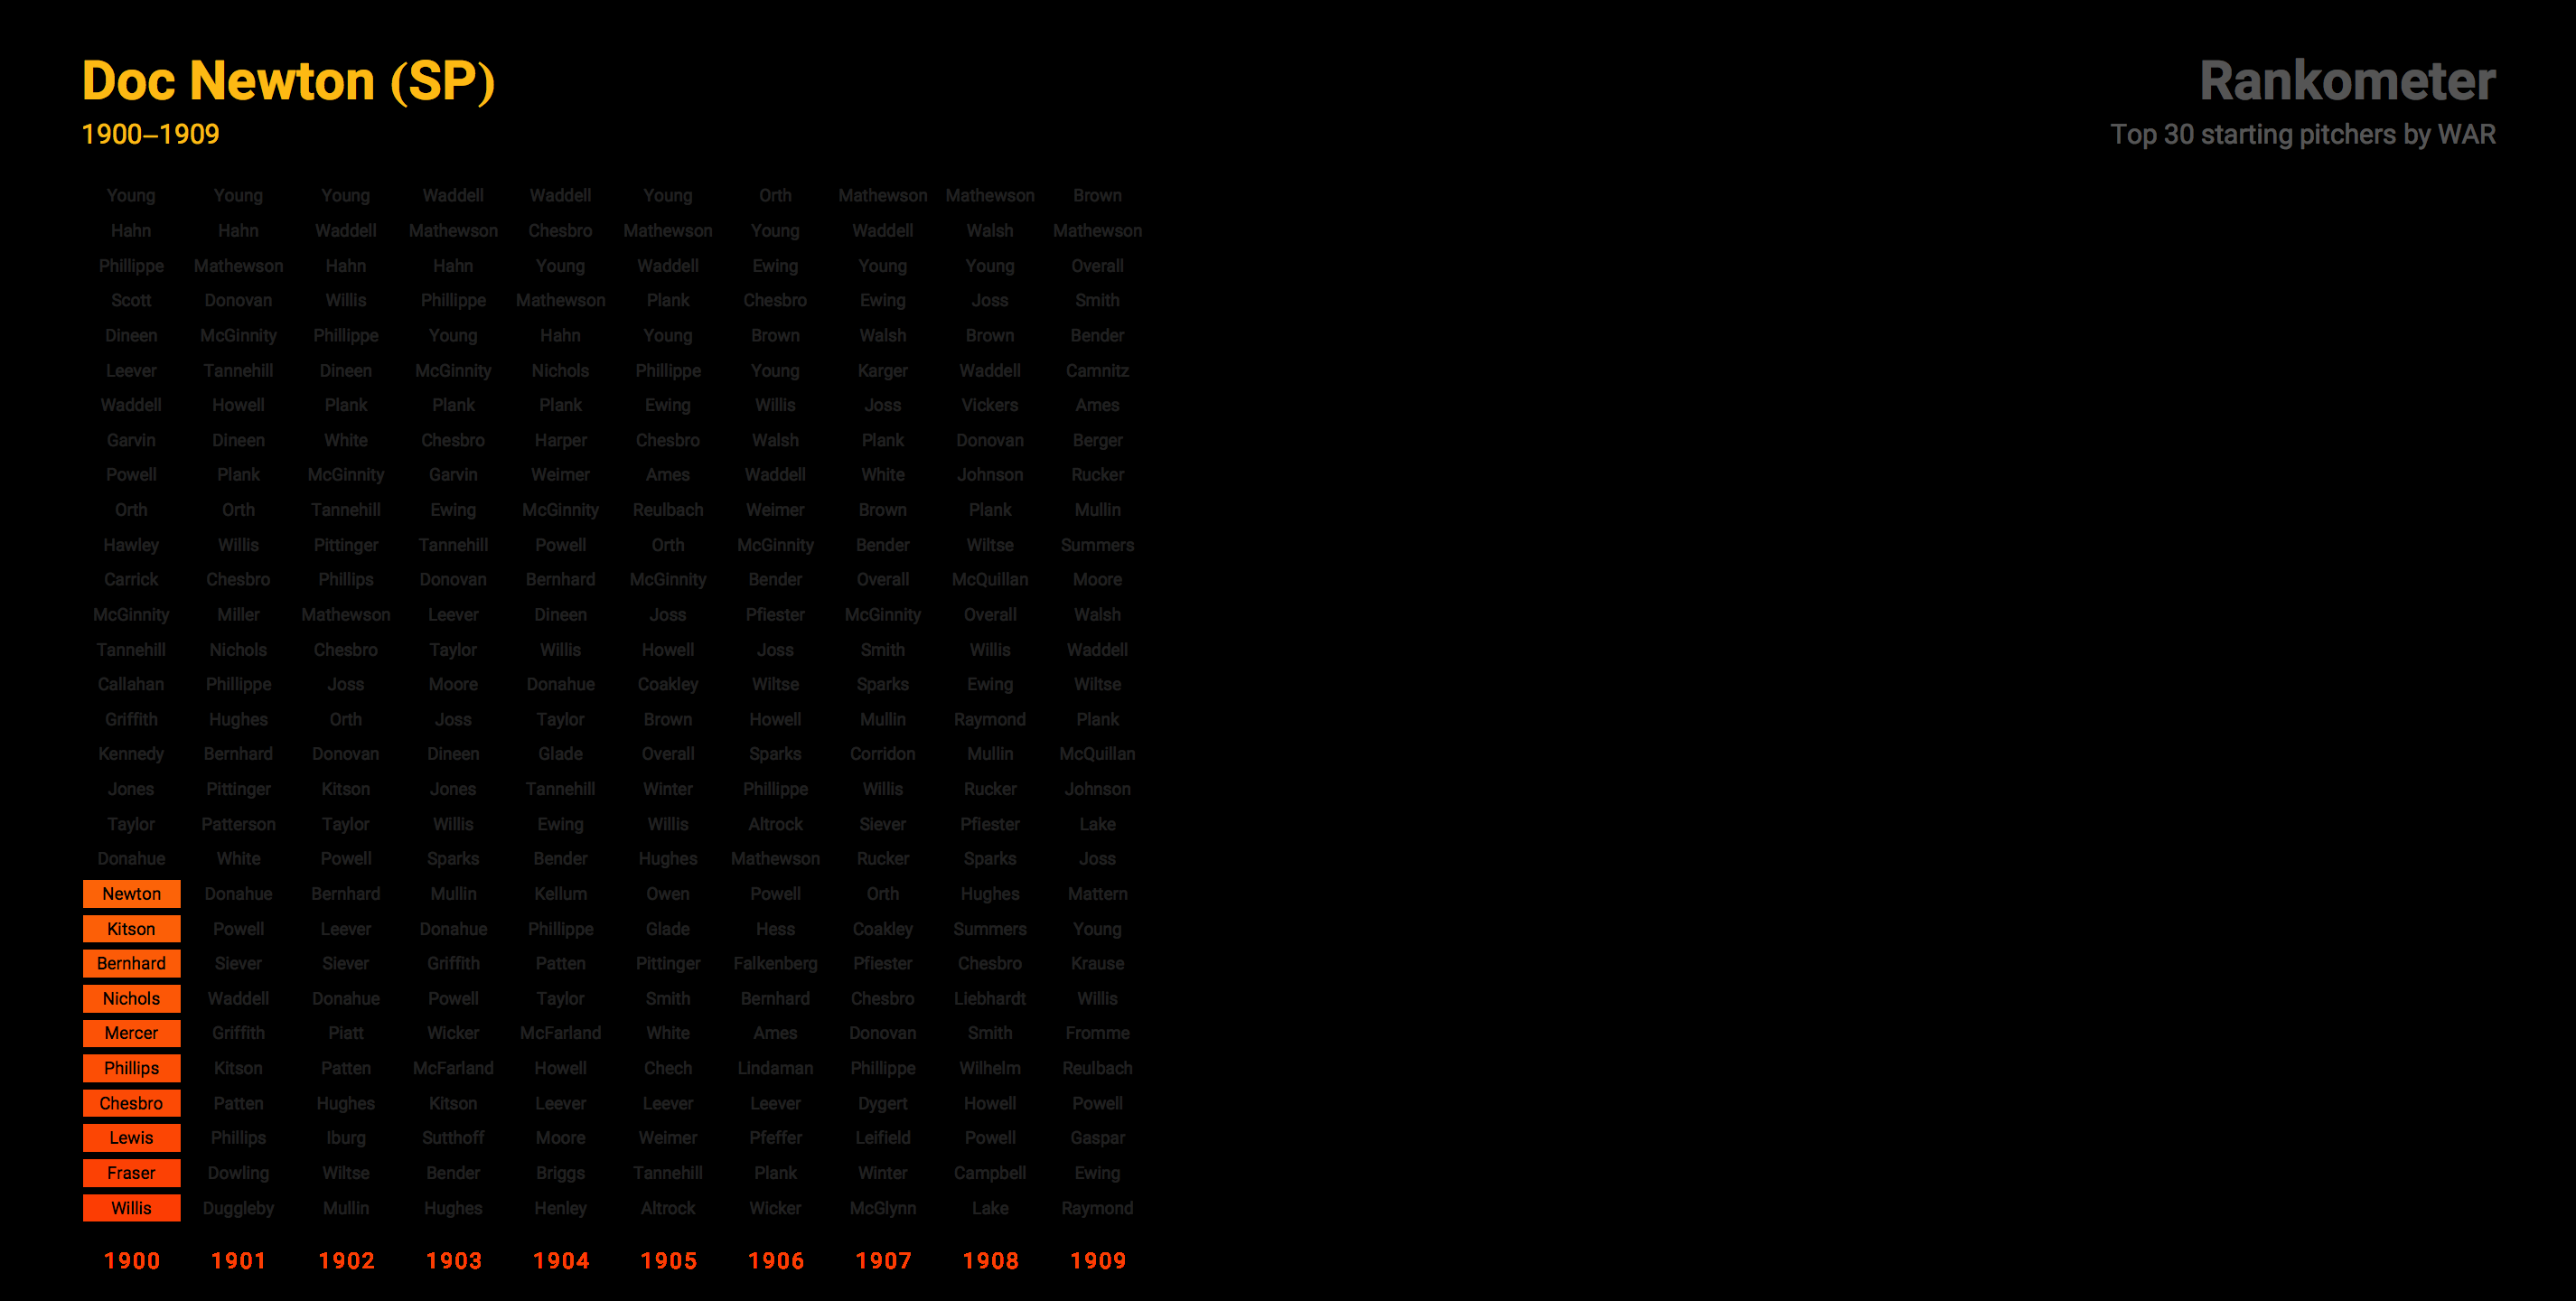 Doc Newton (SP)
Rankometer
1900–1909
Top 30 starting pitchers by WAR
Young Young Young Waddell Waddell Young Orth Mathewson Mathewson Brown
Hahn Hahn Waddell Mathewson Chesbro Mathewson Young Waddell Walsh Mathewson
Phillippe Mathewson Hahn Hahn Young Waddell Ewing Young Young Overall
Scott Donovan Willis Phillippe Mathewson Plank Chesbro Ewing Joss Smith
Dineen McGinnity Phillippe Young Hahn Young Brown Walsh Brown Bender
Leever Tannehill Dineen McGinnity Nichols Phillippe Young Karger Waddell Camnitz
Waddell Howell Plank Plank Plank Ewing Willis Joss Vickers Ames
Garvin Dineen White Chesbro Harper Chesbro Walsh Plank Donovan Berger
Powell Plank McGinnity Garvin Weimer Ames Waddell White Johnson Rucker
Orth Orth Tannehill Ewing McGinnity Reulbach Weimer Brown Plank Mullin
Hawley Willis Pittinger Tannehill Powell Orth McGinnity Bender Wiltse Summers
Carrick Chesbro Phillips Donovan Bernhard McGinnity Bender Overall McQuillan Moore
McGinnity Miller Mathewson Leever Dineen Joss Pfiester McGinnity Overall Walsh
Tannehill Nichols Chesbro Taylor Willis Howell Joss Smith Willis Waddell
Callahan Phillippe Joss Moore Donahue Coakley Wiltse Sparks Ewing Wiltse
Griffith Hughes Orth Joss Taylor Brown Howell Mullin Raymond Plank
Kennedy Bernhard Donovan Dineen Glade Overall Sparks Corridon Mullin McQuillan
Jones Pittinger Kitson Jones Tannehill Winter Phillippe Willis Rucker Johnson
Taylor Patterson Taylor Willis Ewing Willis Altrock Siever Pfiester Lake
Donahue White Powell Sparks Bender Hughes Mathewson Rucker Sparks Joss
Newton Donahue Bernhard Mullin Kellum Owen Powell Orth Hughes Mattern
Kitson Powell Leever Donahue Phillippe Glade Hess Coakley Summers Young
Bernhard Siever Siever Griffith Patten Pittinger Falkenberg Pfiester Chesbro Krause
Nichols Waddell Donahue Powell Taylor Smith Bernhard Chesbro Liebhardt Willis
Mercer Griffith Piatt Wicker McFarland White Ames Donovan Smith Fromme
Phillips Kitson Patten McFarland Howell Chech Lindaman Phillippe Wilhelm Reulbach
Chesbro Patten Hughes Kitson Leever Leever Leever Dygert Howell Powell
Lewis Phillips Iburg Sutthoff Moore Weimer Pfeffer Leifield Powell Gaspar
Fraser Dowling Wiltse Bender Briggs Tannehill Plank Winter Campbell Ewing
Willis Duggleby Mullin Hughes Henley Altrock Wicker McGlynn Lake Raymond
1900 1901 1902 1903 1904 1905 1906 1907 1908 1909